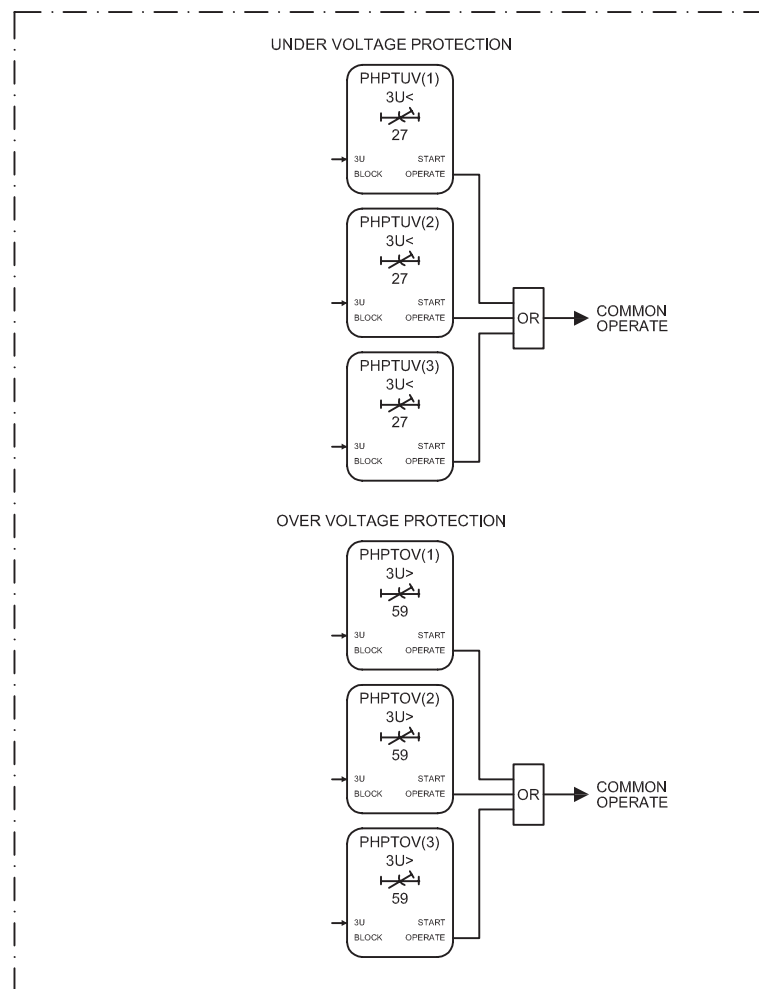 UNDER VOLTAGE PROTECTION
PHPTUV(1)
3U<
27
3U START
BLOCK OPERATE
PHPTUV(2)
3U<
27
3U START
BLOCK OPERATE
OR
COMMON
OPERATE
PHPTUV(3)
3U<
27
3U START
BLOCK OPERATE
OVER VOLTAGE PROTECTION
PHPTOV(1)
3U>
59
3U START
BLOCK OPERATE
PHPTOV(2)
3U>
59
3U START
BLOCK OPERATE
OR
COMMON
OPERATE
PHPTOV(3)
3U>
59
3U START
BLOCK OPERATE